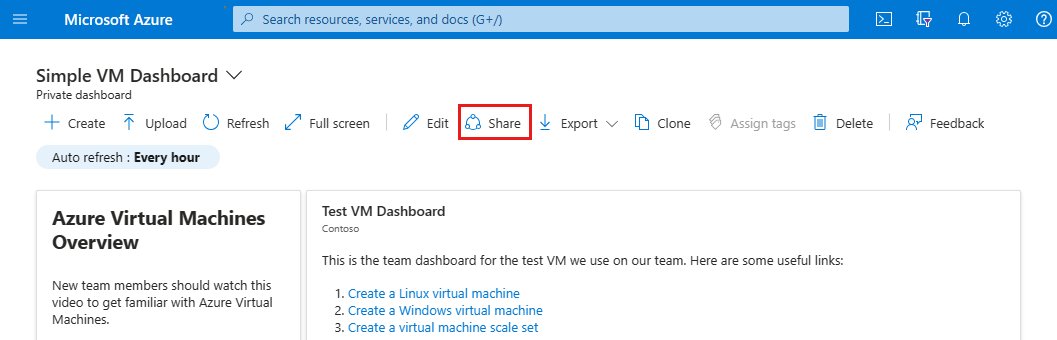 Microsoft Azure
Search resources, services, and docs (G+/)
Simple VM Dashboard
Private dashboard
Create Upload Refresh Full screen Edit Share Export Clone Assign tags Delete Feedback
Auto refresh : Every hour
Azure Virtual Machines
Overview
New team members should watch this
video to get familiar with Azure Virtual
Machines.
Test VM Dashboard
Contoso
This is the team dashboard for the test VM we use on our team. Here are some useful links:
1. Create a Linux virtual machine
2. Create a Windows virtual machine
3. Create a virtual machine scale set